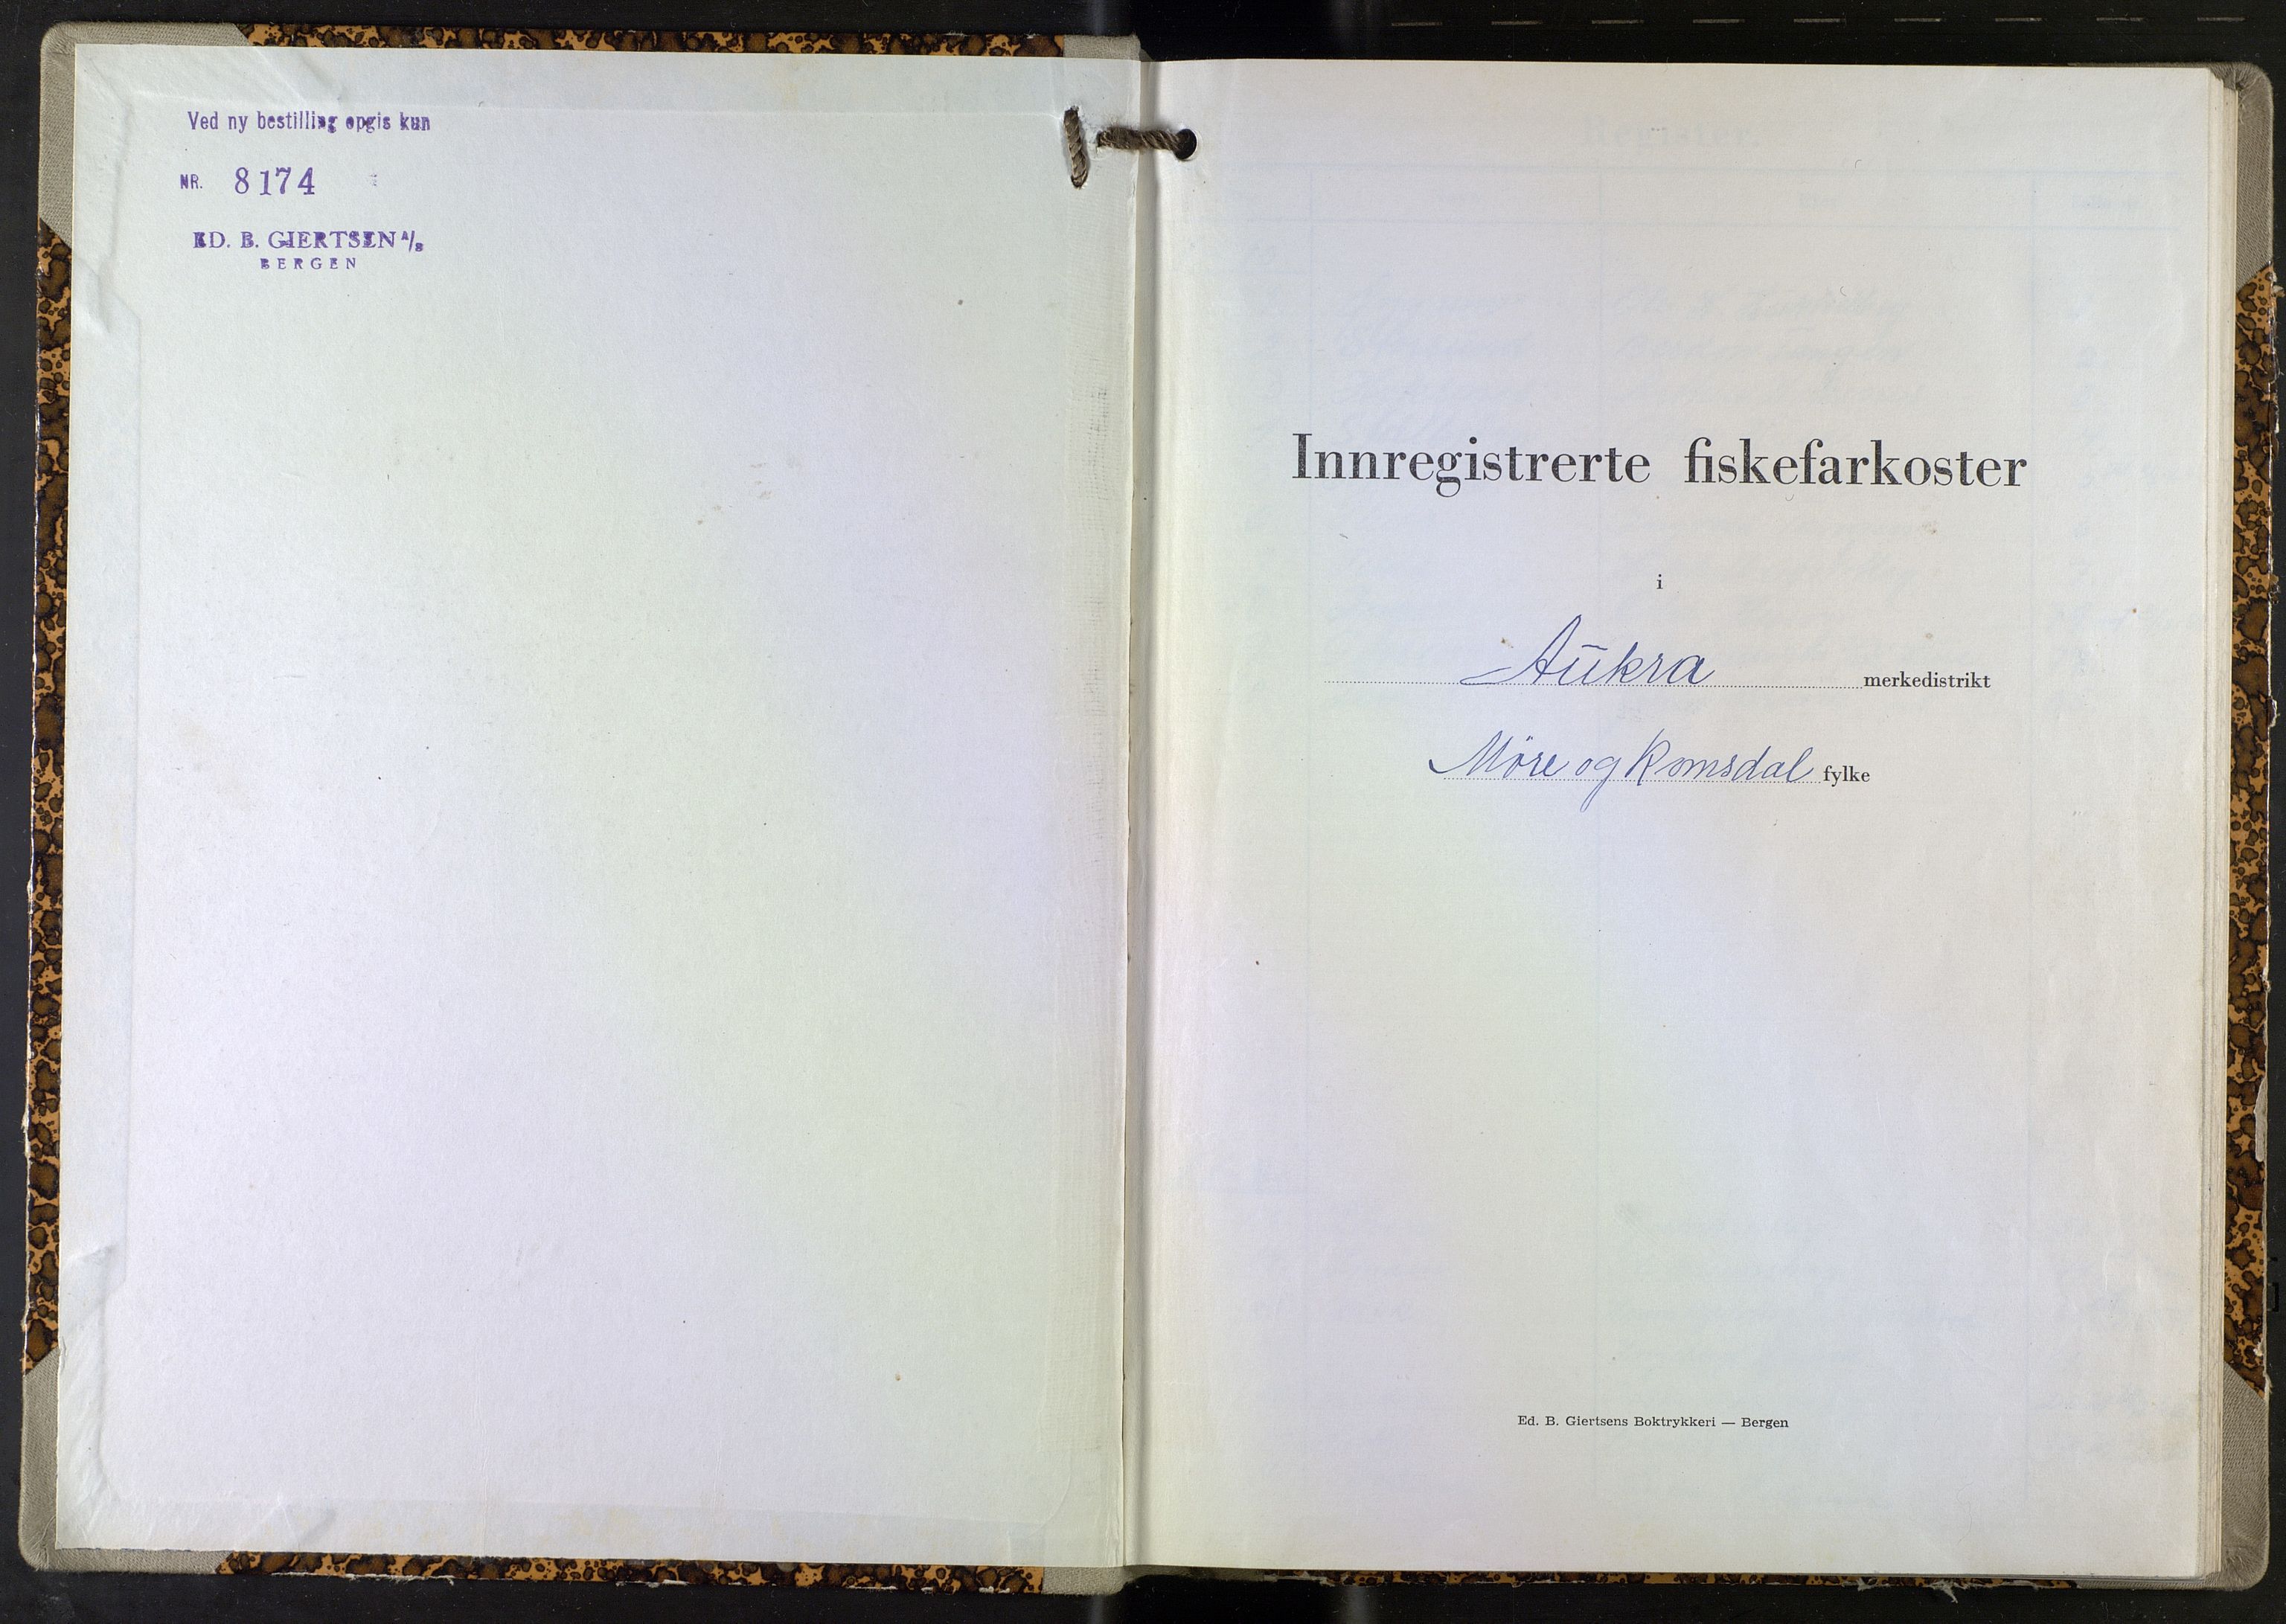 Ved ny bestilling opgis kun
NR. 8174
ED. B. GIERTSEN A/S
BERGEN
Innregistrerte fiskefarkoster
i
Aukra merkedistrikt
Möre og Romsdal fylke
Ed. B. Giertsens Boktrykkeri — Bergen